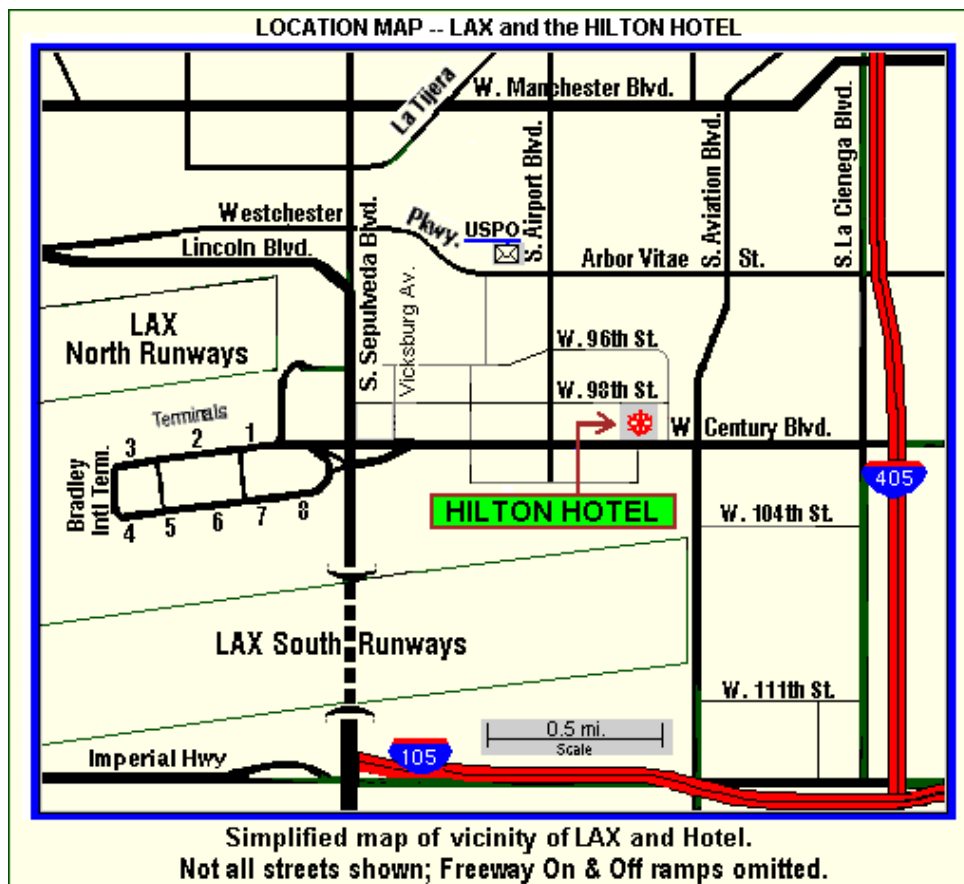 LOCATION MAP -- LAX and the HILTON HOTEL
La Tijera
W. Manchester Blvd.
S. Airport Blvd.
S. Aviation Blvd.
S. La Cienega Blvd.
Westchester
Pkwy.
USPO
Lincoln Blvd.
S. Sepulveda Blvd.
Vicksburg Av.
Arbor Vitae
St.
LAX
North Runways
W. 96th St.
W. 98th St.
Terminals
3
2
1
W
Century Blvd.
Bradley
Intl Term.
4
5
6
7
8
HILTON HOTEL
405
W. 104th St.
LAX South Runways
W. 111th St.
0.5 mi.
Scale
Imperial Hwy
105
Simplified map of vicinity of LAX and Hotel.
Not all streets shown; Freeway On & Off ramps omitted.